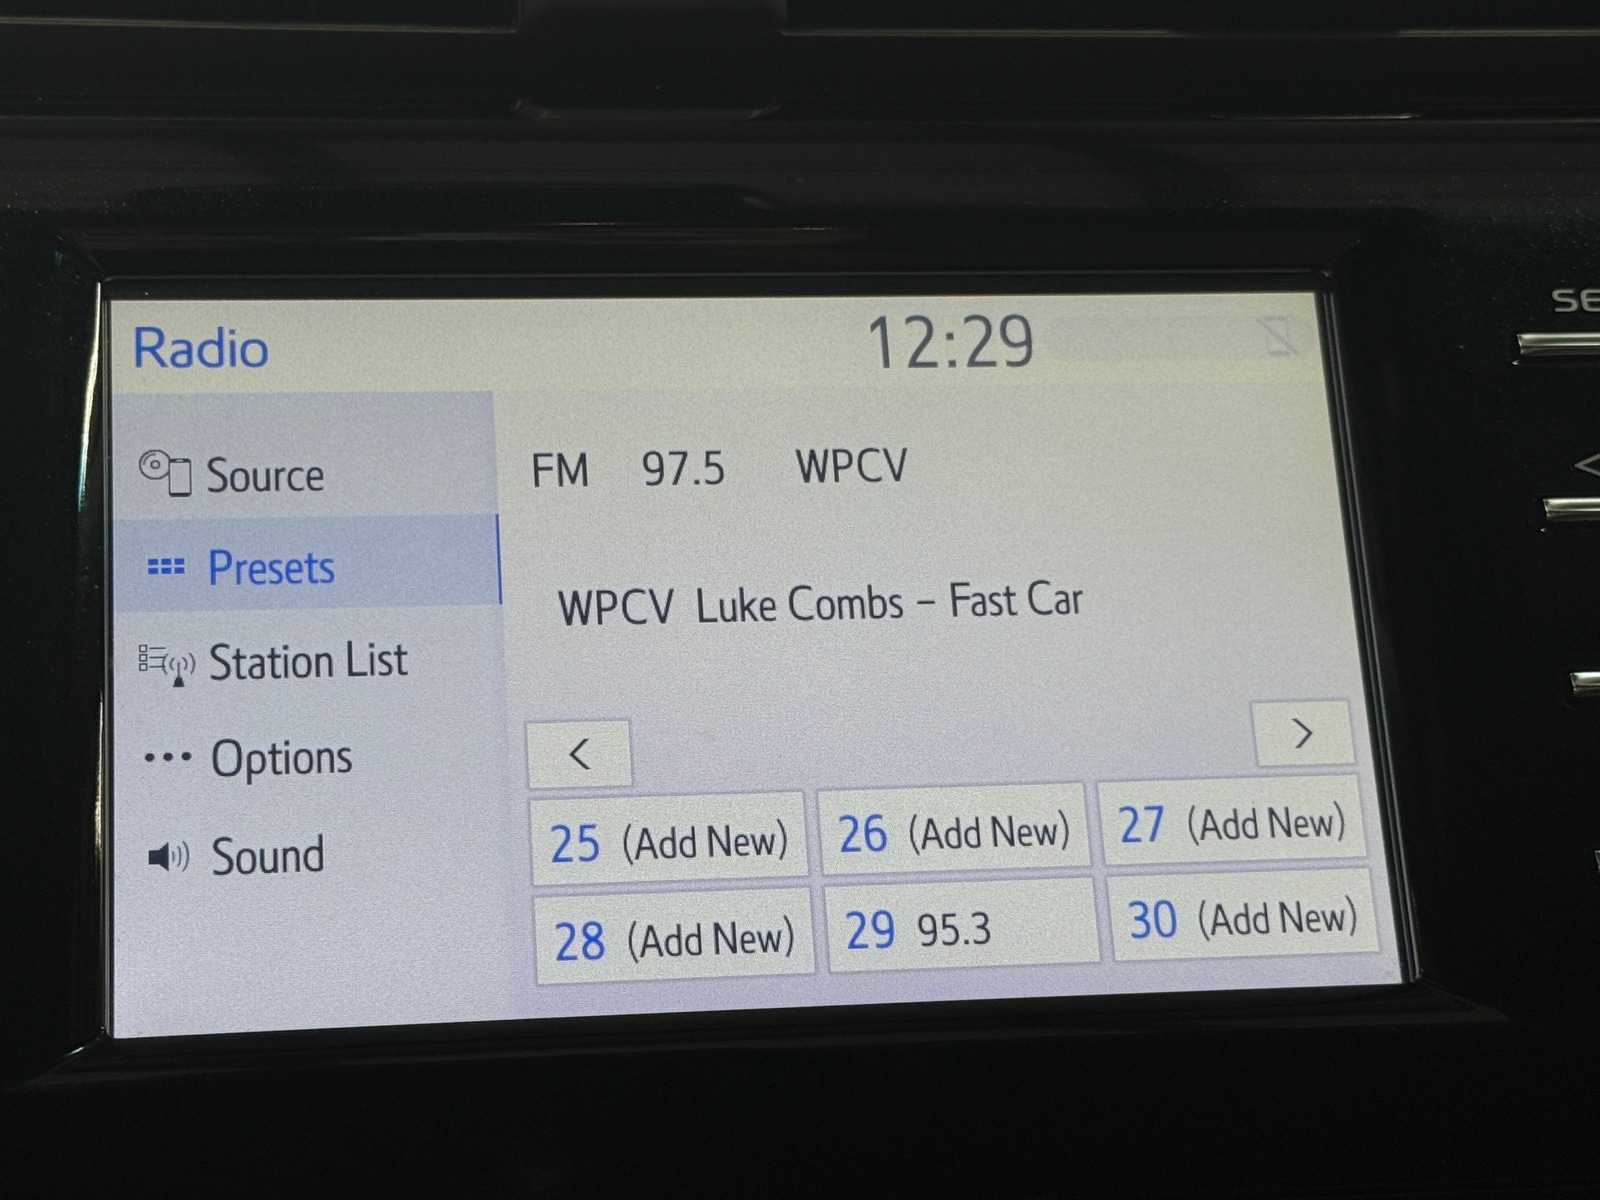 Radio 12:29
Source
Presets
Station List
Options
Sound
FM 97.5 WPCV
WPCV Luke Combs – Fast Car
< >
25 (Add New) 26 (Add New) 27 (Add New)
28 (Add New) 29 95.3 30 (Add New)
SE